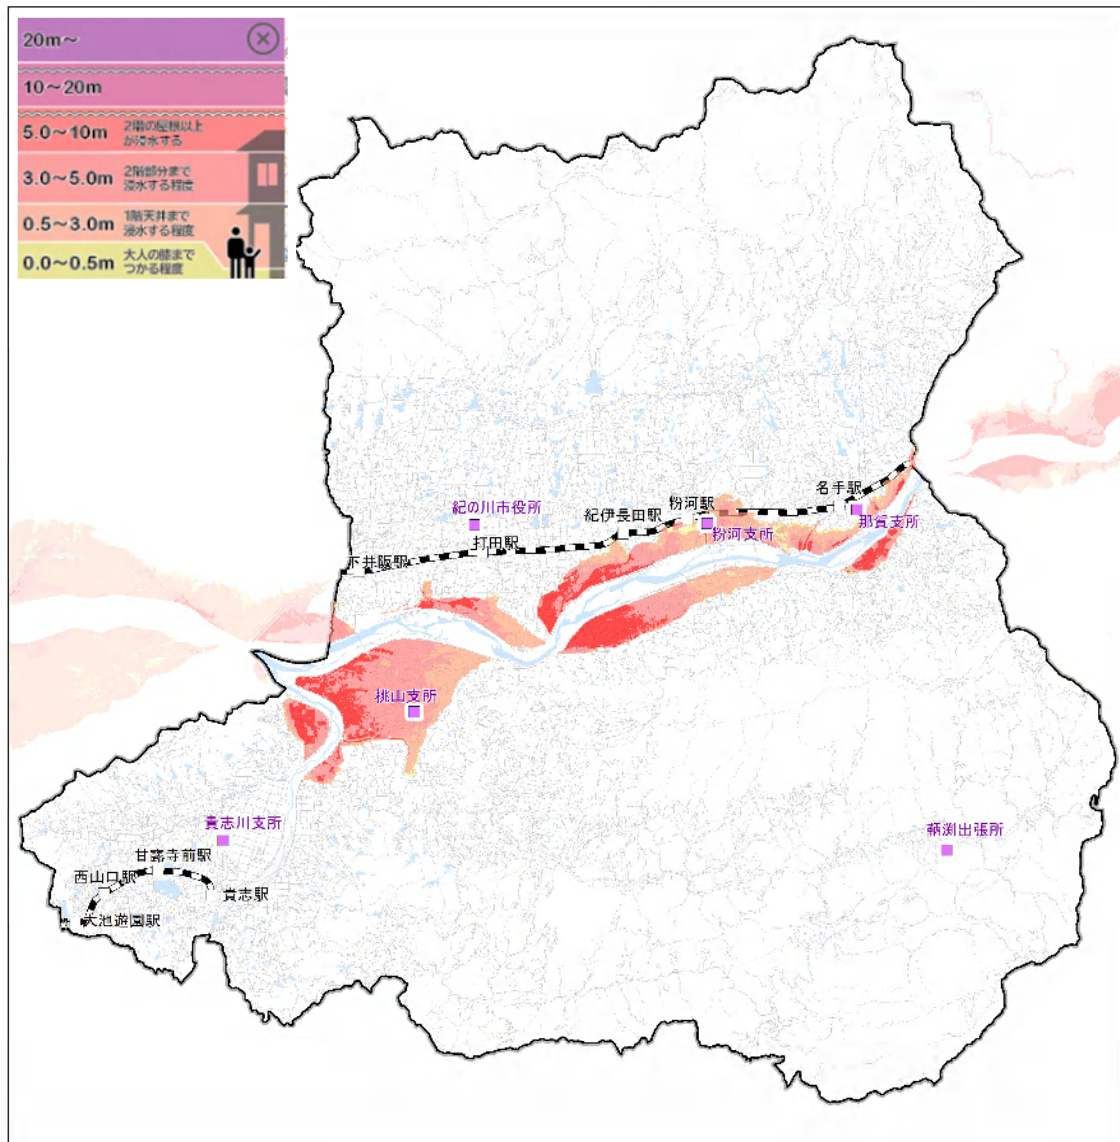 20m～
10～20m
5.0～10m
2階の屋根以上
が浸水する
3.0～5.0m
2階部分まで
浸水する程度
0.5～3.0m
1階天井まで
浸水する程度
0.0～0.5m
大人の膝まで
つかる程度
名手駅
紀の川市役所
粉河駅
紀伊長田駅
那賀支所
粉河支所
打田駅
下井阪駅
桃山支所
貴志川支所
鞆渕出張所
甘露寺前駅
西山口駅
貴志駅
大池遊園駅